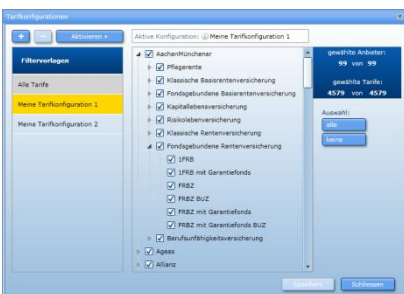 Tarifkonfigurationen
+ - Aktivieren
Aktive Konfiguration: Meine Tarifkonfiguration 1
Filtervorlagen
Alle Tarife
Meine Tarifkonfiguration 1
Meine Tarifkonfiguration 2
AachenMünchener
Pflegerente
Klassische Basisrentenversicherung
Fondsgebundene Basisrentenversicherung
Kapitallebensversicherung
Risikolebensversicherung
Klassische Rentenversicherung
Fondsgebundene Rentenversicherung
1FRB
1FRB mit Garantiefonds
FRBZ
FRBZ BUZ
FRBZ mit Garantiefonds
FRBZ mit Garantiefonds BUZ
Berufsunfähigkeitsversicherung
Ageas
Allianz
gewählte Anbieter:
99 von 99
gewählte Tarife:
4579 von 4579
Auswahl:
alle
keine
Speichern Schliessen